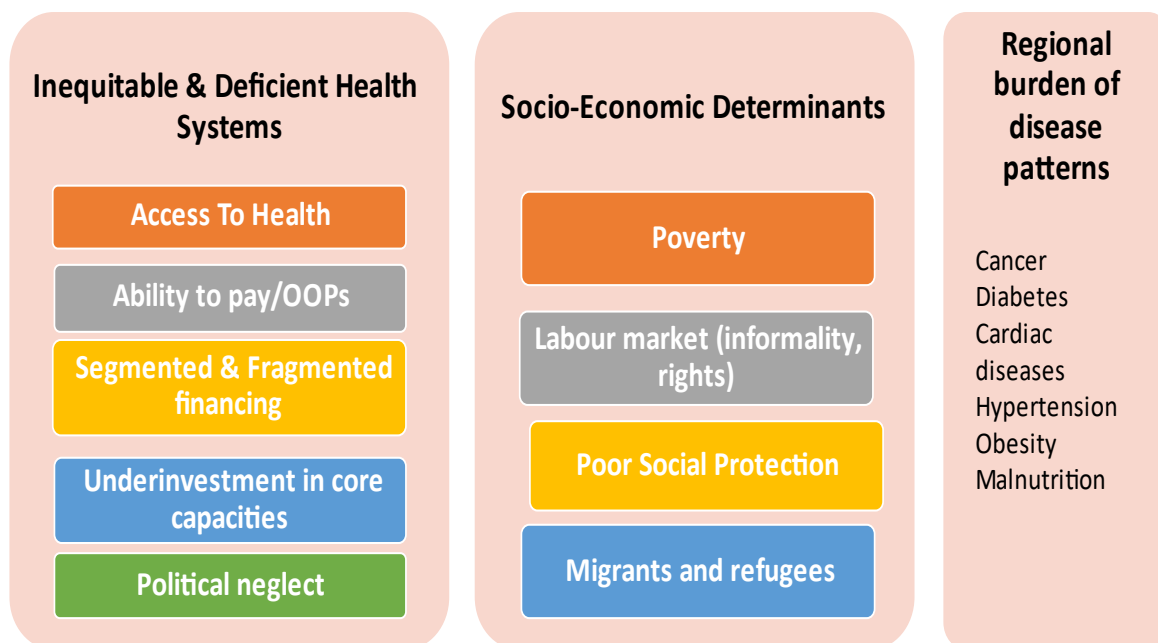 Inequitable & Deficient Health
Systems
Access To Health
Ability to pay/OOPs
Segmented & Fragmented
financing
Underinvestment in core
capacities
Political neglect
Socio-Economic Determinants
Poverty
Labour market (informality,
rights)
Poor Social Protection
Migrants and refugees
Regional
burden of
disease
patterns
Cancer
Diabetes
Cardiac
diseases
Hypertension
Obesity
Malnutrition